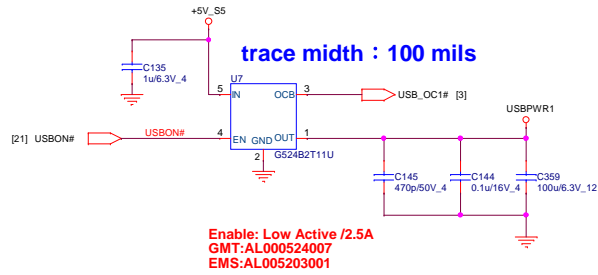 +5V_S5
trace midth：100 mils
C135
1u/6.3V_4
U7
5 IN OCB 3
USB_OC1# [3]
USBPWR1
[21] USBON# USBON# 4 EN GND OUT 1
2
G524B2T11U
C145
470p/50V_4
C144
0.1u/16V_4
C359
100u/6.3V_12
Enable: Low Active /2.5A
GMT:AL000524007
EMS:AL005203001